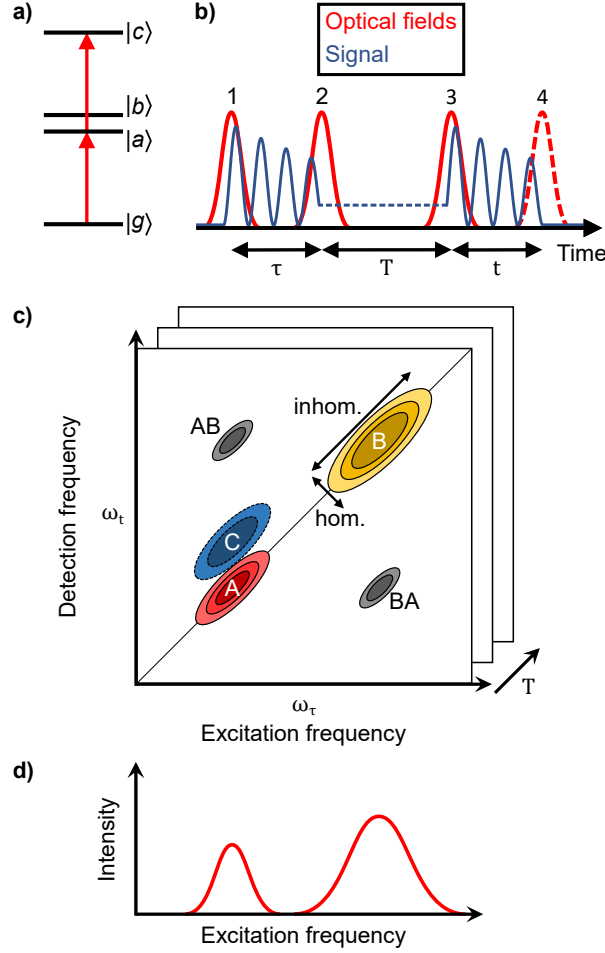 a)
|c⟩
|b⟩
|a⟩
|g⟩
b)
Optical fields
Signal
1
2
3
4
τ
T
t
Time
c)
AB
inhom.
B
hom.
C
A
BA
ω_t
Detection frequency
ω_τ
Excitation frequency
T
d)
Intensity
Excitation frequency